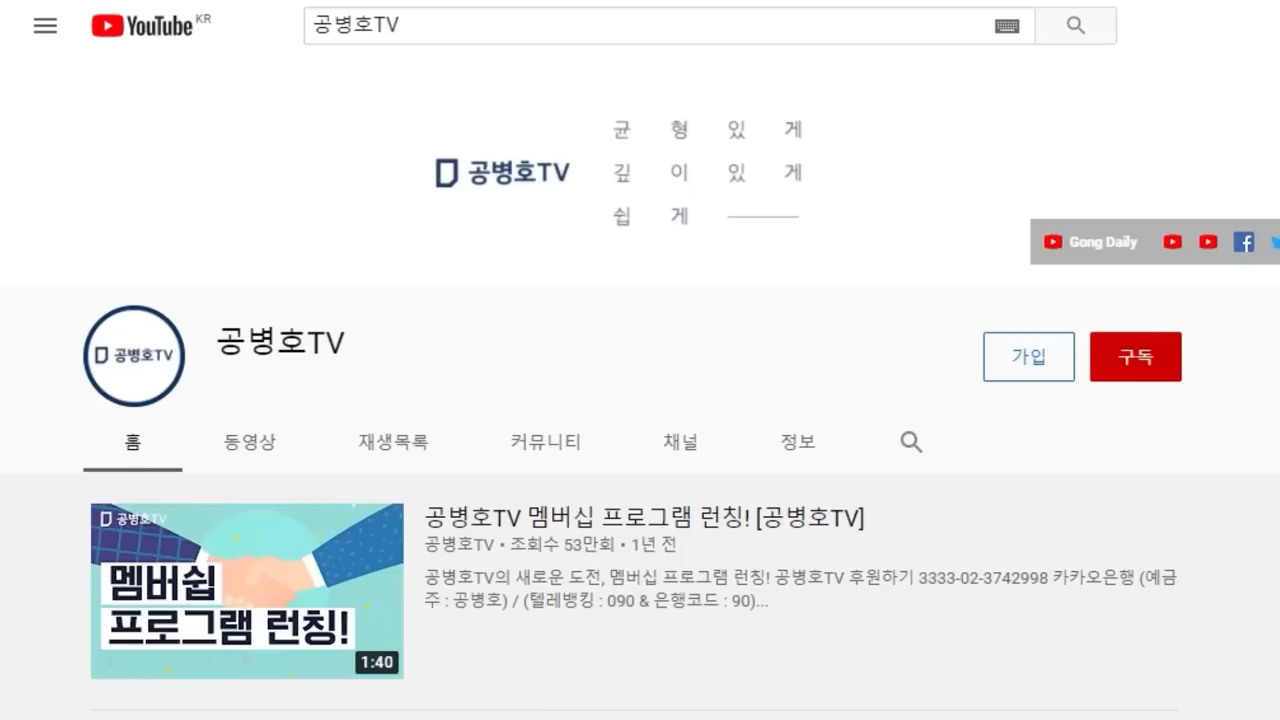 YouTube KR
공병호TV
균 형 있 게
공병호TV
깊 이 있 게
쉽 게
Gong Daily
공병호TV
공병호TV
가입
구독
홈
동영상
재생목록
커뮤니티
채널
정보
공병호TV
멤버쉽
프로그램 런칭!
1:40
공병호TV 멤버십 프로그램 런칭! [공병호TV]
공병호TV • 조회수 53만회 • 1년 전
공병호TV의 새로운 도전, 멤버십 프로그램 런칭! 공병호TV 후원하기 3333-02-3742998 카카오은행 (예금
주 : 공병호) / (텔레뱅킹 : 090 & 은행코드 : 90)...